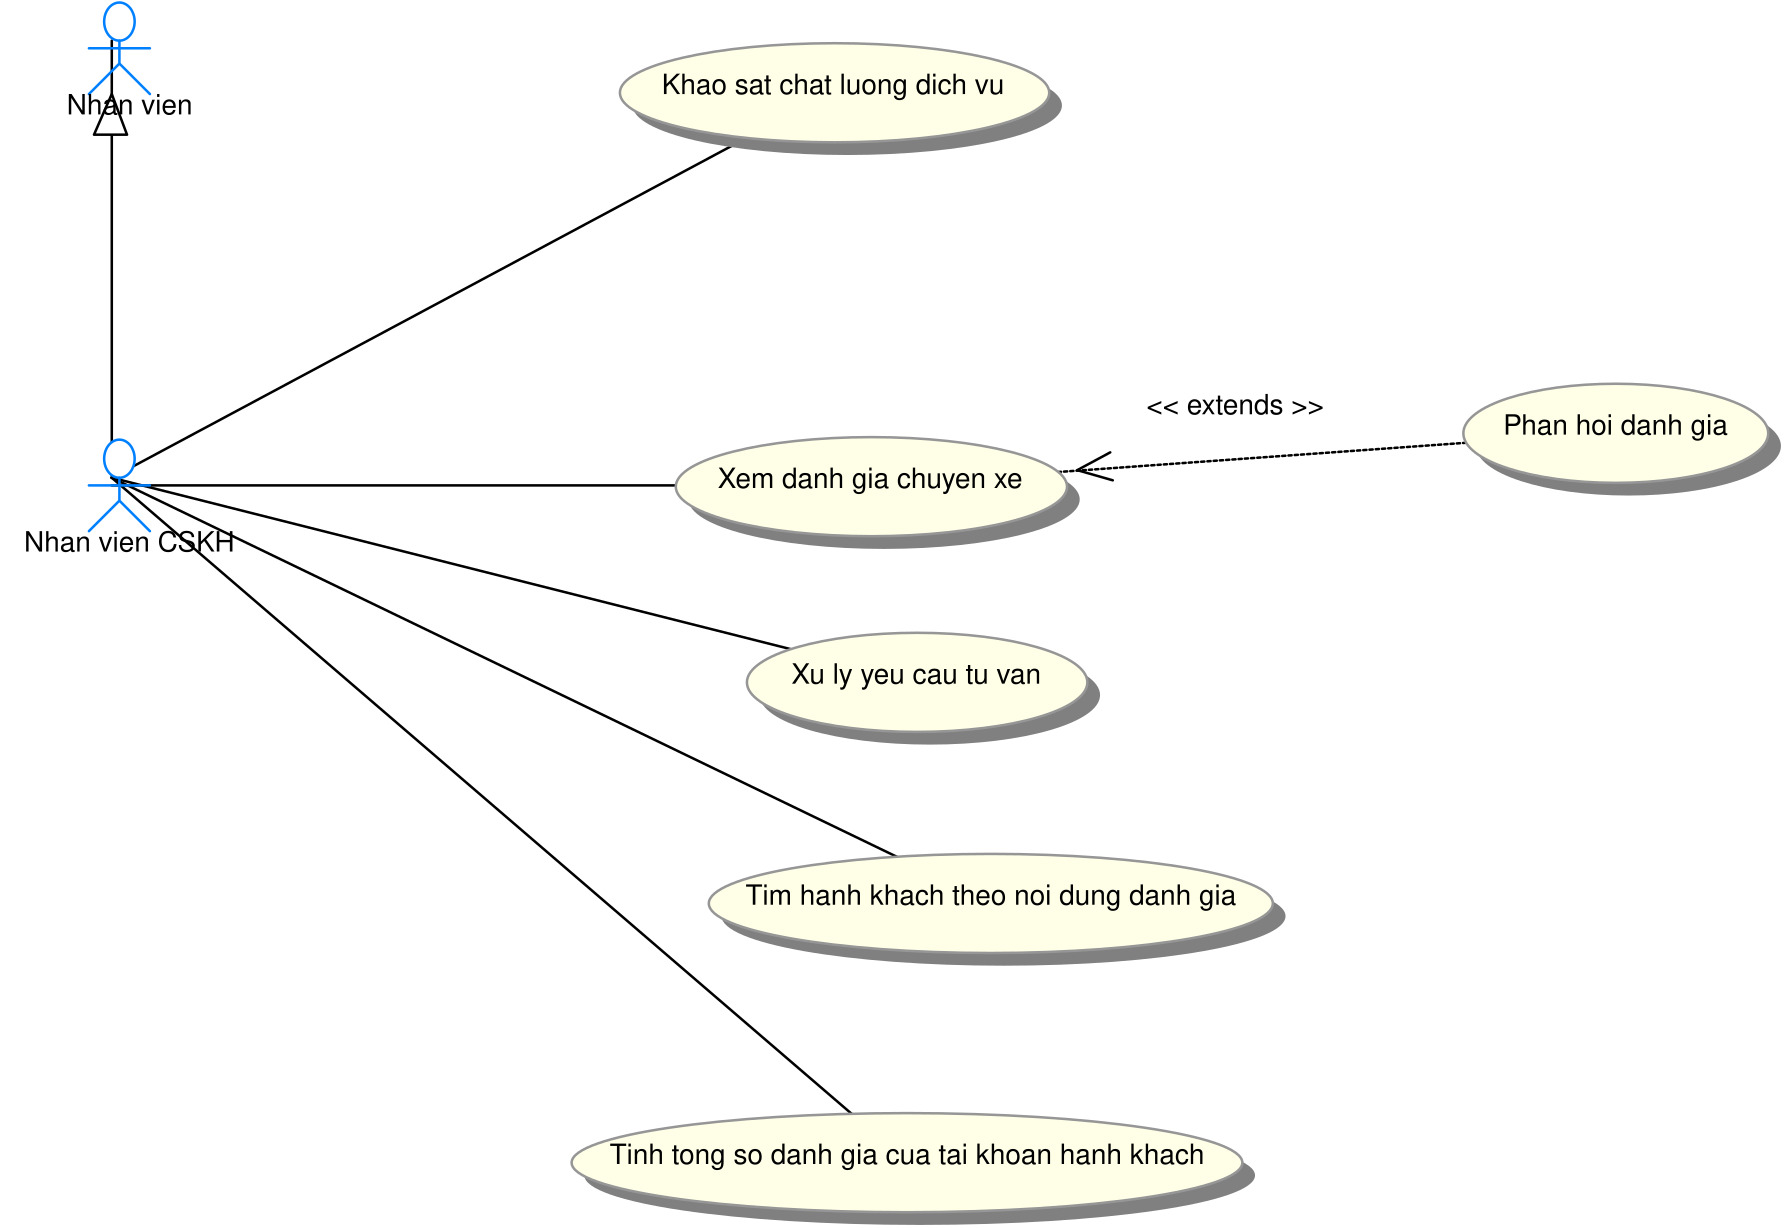 Nhan vien
Khao sat chat luong dich vu
<< extends >>
Phan hoi danh gia
Xem danh gia chuyen xe
Nhan vien CSKH
Xu ly yeu cau tu van
Tim hanh khach theo noi dung danh gia
Tinh tong so danh gia cua tai khoan hanh khach